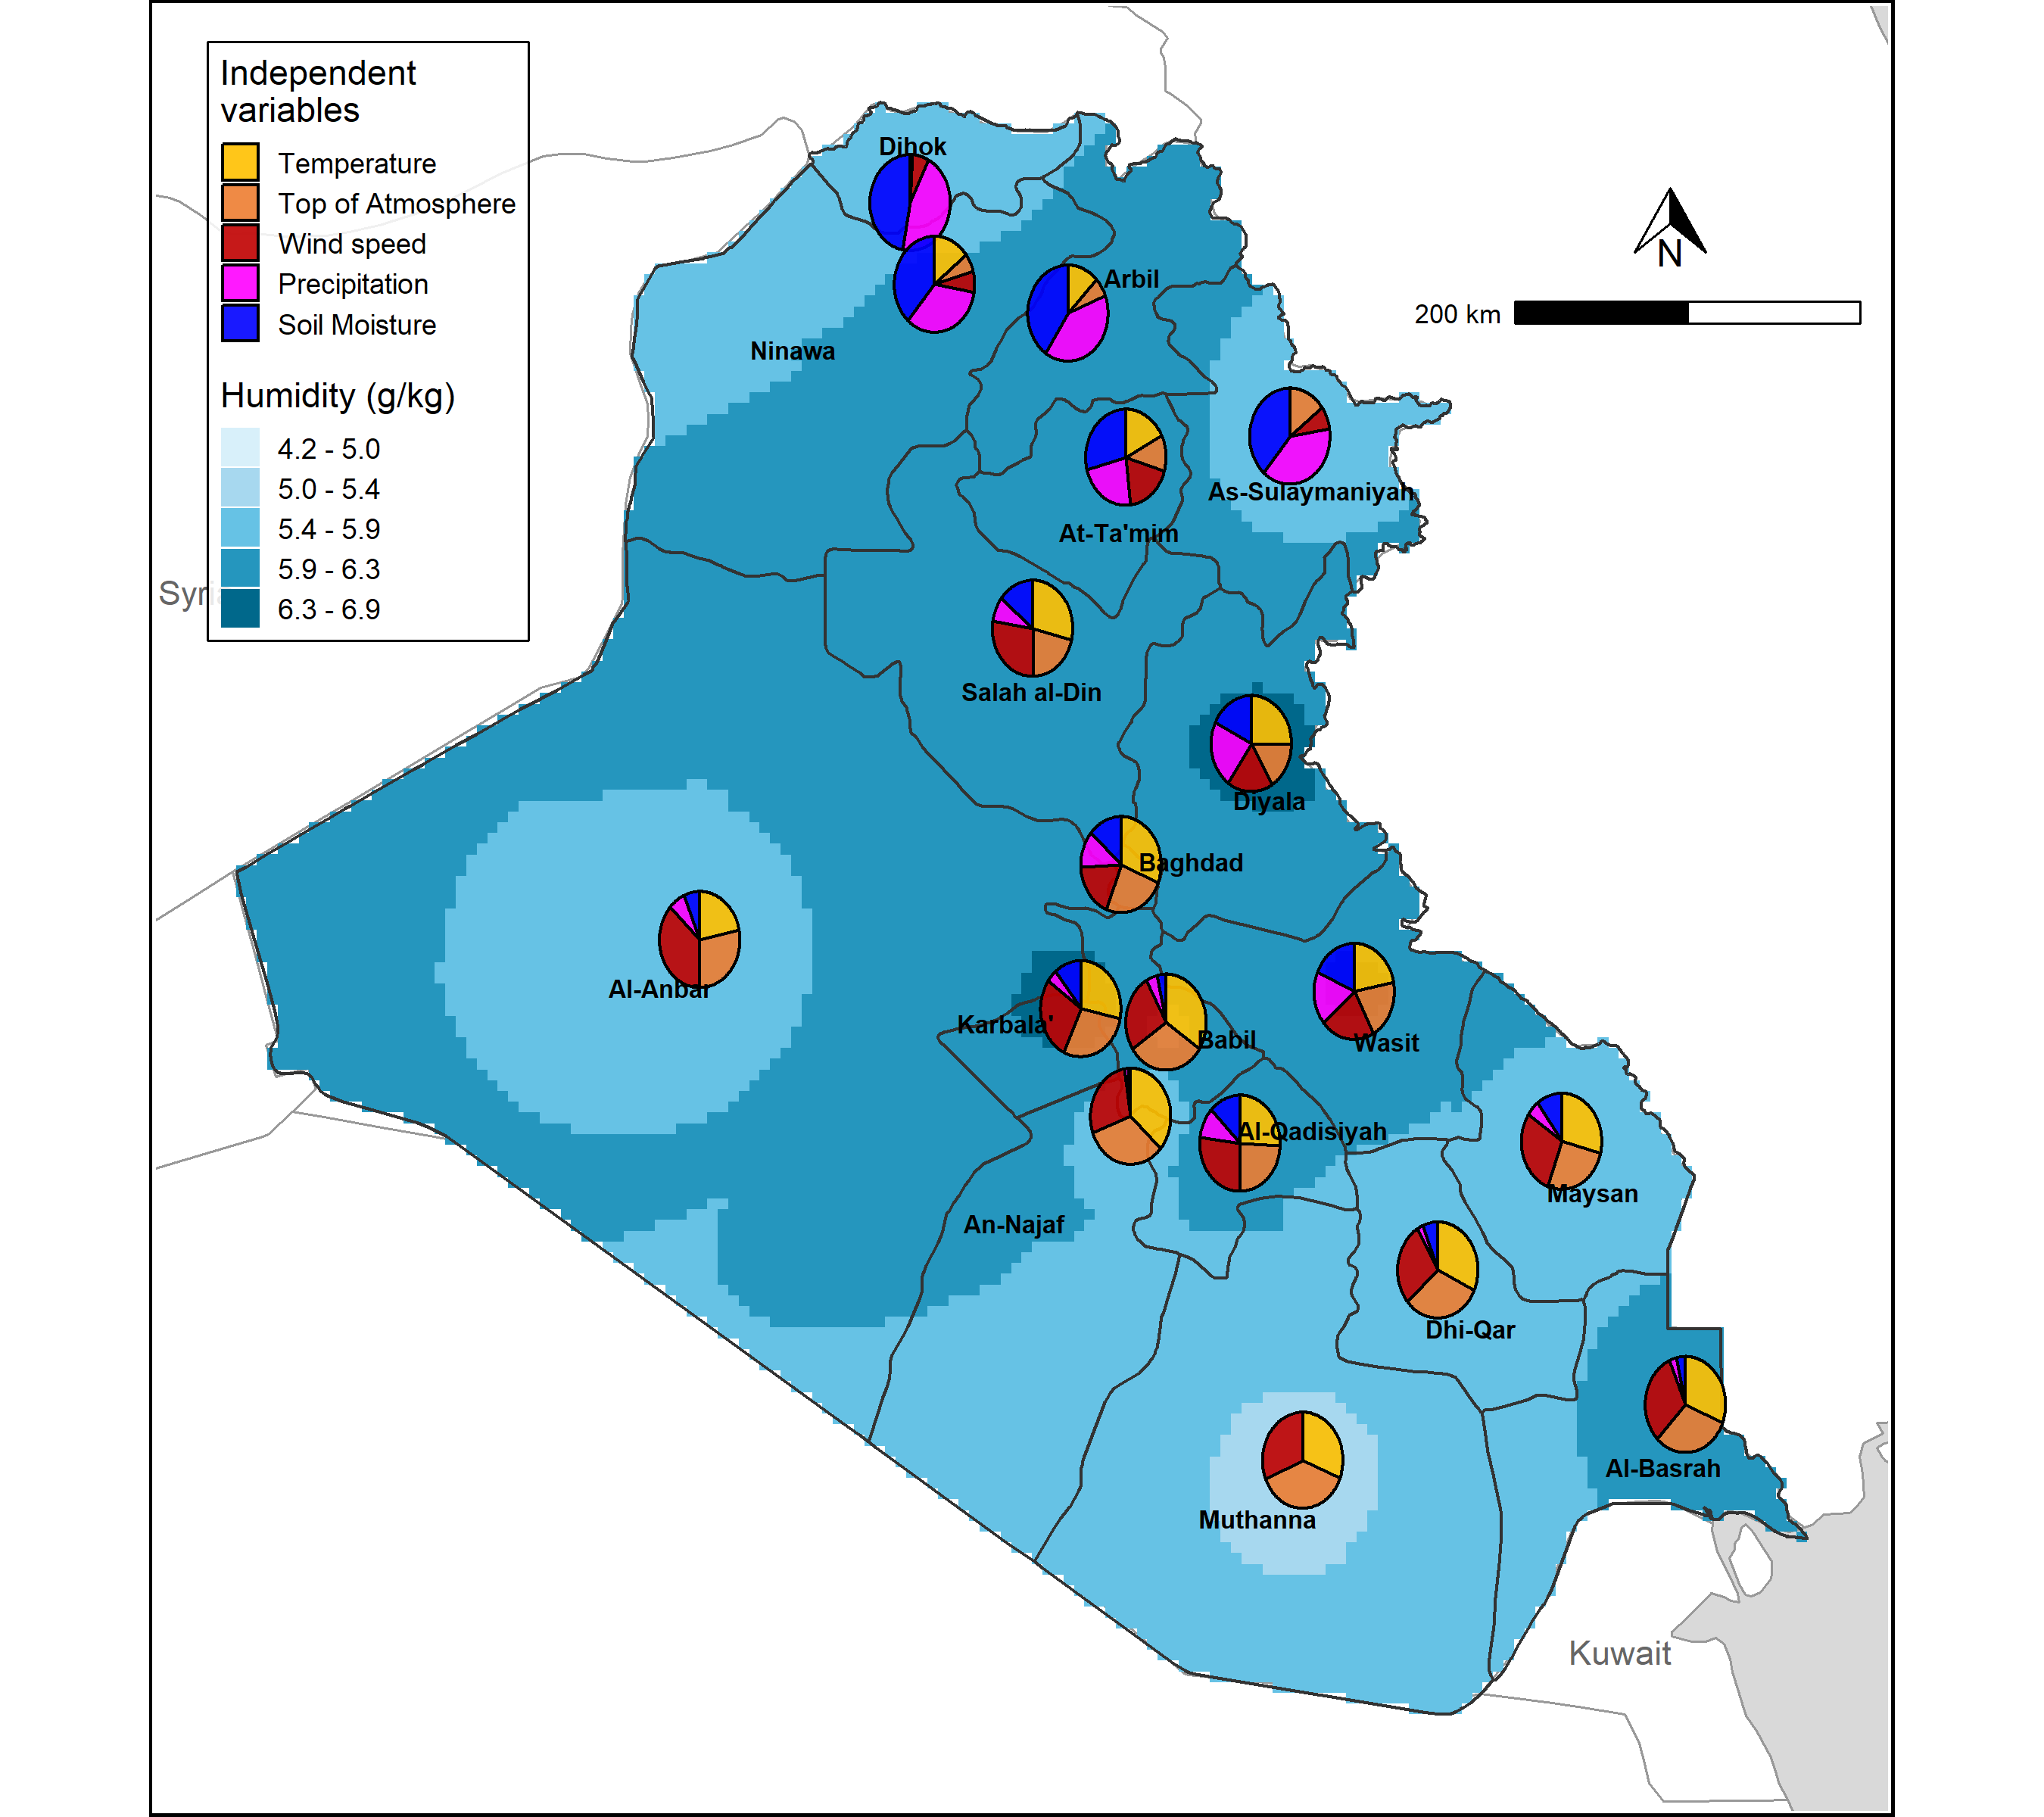 Independent
variables
Temperature
Top of Atmosphere
Wind speed
Precipitation
Soil Moisture
Humidity (g/kg)
4.2 - 5.0
5.0 - 5.4
5.4 - 5.9
5.9 - 6.3
6.3 - 6.9
N
200 km
Syria
Dihok
Arbil
Ninawa
As-Sulaymaniyah
At-Ta'mim
Salah al-Din
Diyala
Baghdad
Al-Anbar
Karbala'
Babil
Wasit
Al-Qadisiyah
Maysan
An-Najaf
Dhi-Qar
Al-Basrah
Muthanna
Kuwait